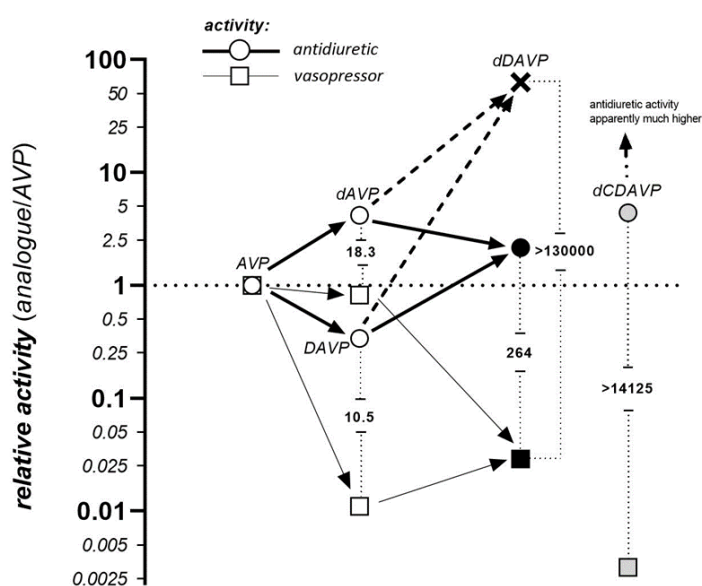 activity:
antidiuretic
vasopressor
relative activity (analogue/AVP)
100
50
25
10
5
2.5
1
0.5
0.25
0.1
0.05
0.025
0.01
0.005
0.0025
dDAVP
antidiuretic activity
apparently much higher
dAVP
dCDAVP
18.3
>130000
AVP
DAVP
264
>14125
10.5